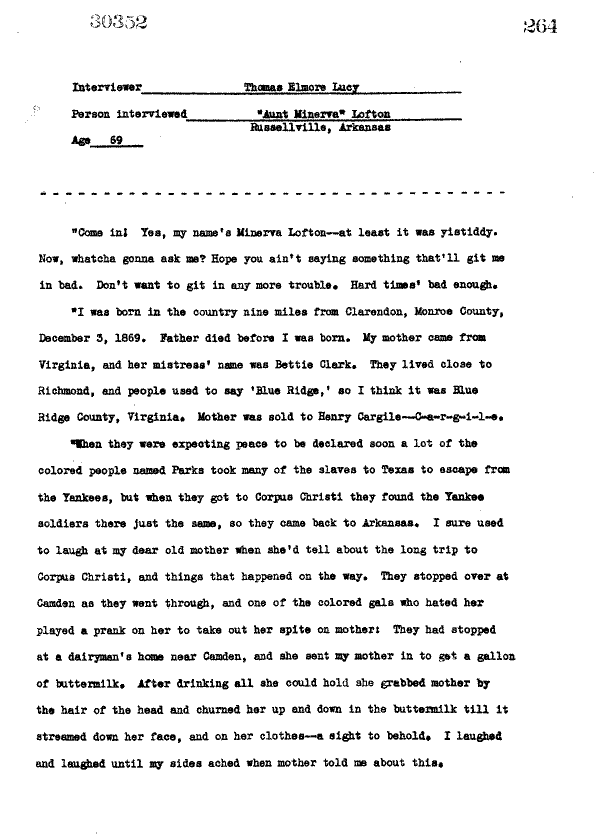 30352
264
Interviewer Thomas Elmore Lucy
Person interviewed "Aunt Minerva" Lofton
Russellville, Arkansas
Age 69
"Come in! Yes, my name's Minerva Lofton--at least it was yistiddy.
Now, whatcha gonna ask me? Hope you ain't saying something that'll git me
in bad. Don't want to git in any more trouble. Hard times' bad enough.
"I was born in the country nine miles from Clarendon, Monroe County,
December 3, 1869. Father died before I was born. My mother came from
Virginia, and her mistress' name was Bettie Clark. They lived close to
Richmond, and people used to say 'Blue Ridge,' so I think it was Blue
Ridge County, Virginia. Mother was sold to Henry Cargile--C-a-r-g-i-l-e.
"When they were expecting peace to be declared soon a lot of the
colored people named Parks took many of the slaves to Texas to escape from
the Yankees, but when they got to Corpus Christi they found the Yankee
soldiers there just the same, so they came back to Arkansas. I sure used
to laugh at my dear old mother when she'd tell about the long trip to
Corpus Christi, and things that happened on the way. They stopped over at
Camden as they went through, and one of the colored gals who hated her
played a prank on her to take out her spite on mother: They had stopped
at a dairyman's home near Camden, and she sent my mother in to get a gallon
of buttermilk. After drinking all she could hold she grabbed mother by
the hair of the head and churned her up and down in the buttermilk till it
streamed down her face, and on her clothes--a sight to behold. I laughed
and laughed until my sides ached when mother told me about this.